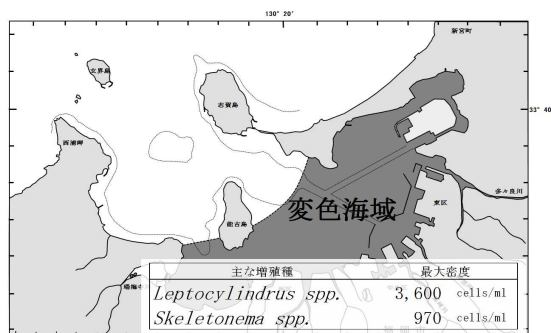 130° 20′
新宮町
玄界島
志賀島
33° 40
西浦岬
多々良川
東区
能古島
変色海域
主な増殖種 最大密度
Leptocylindrus spp. 3,600 cells/ml
Skeletonema spp. 970 cells/ml